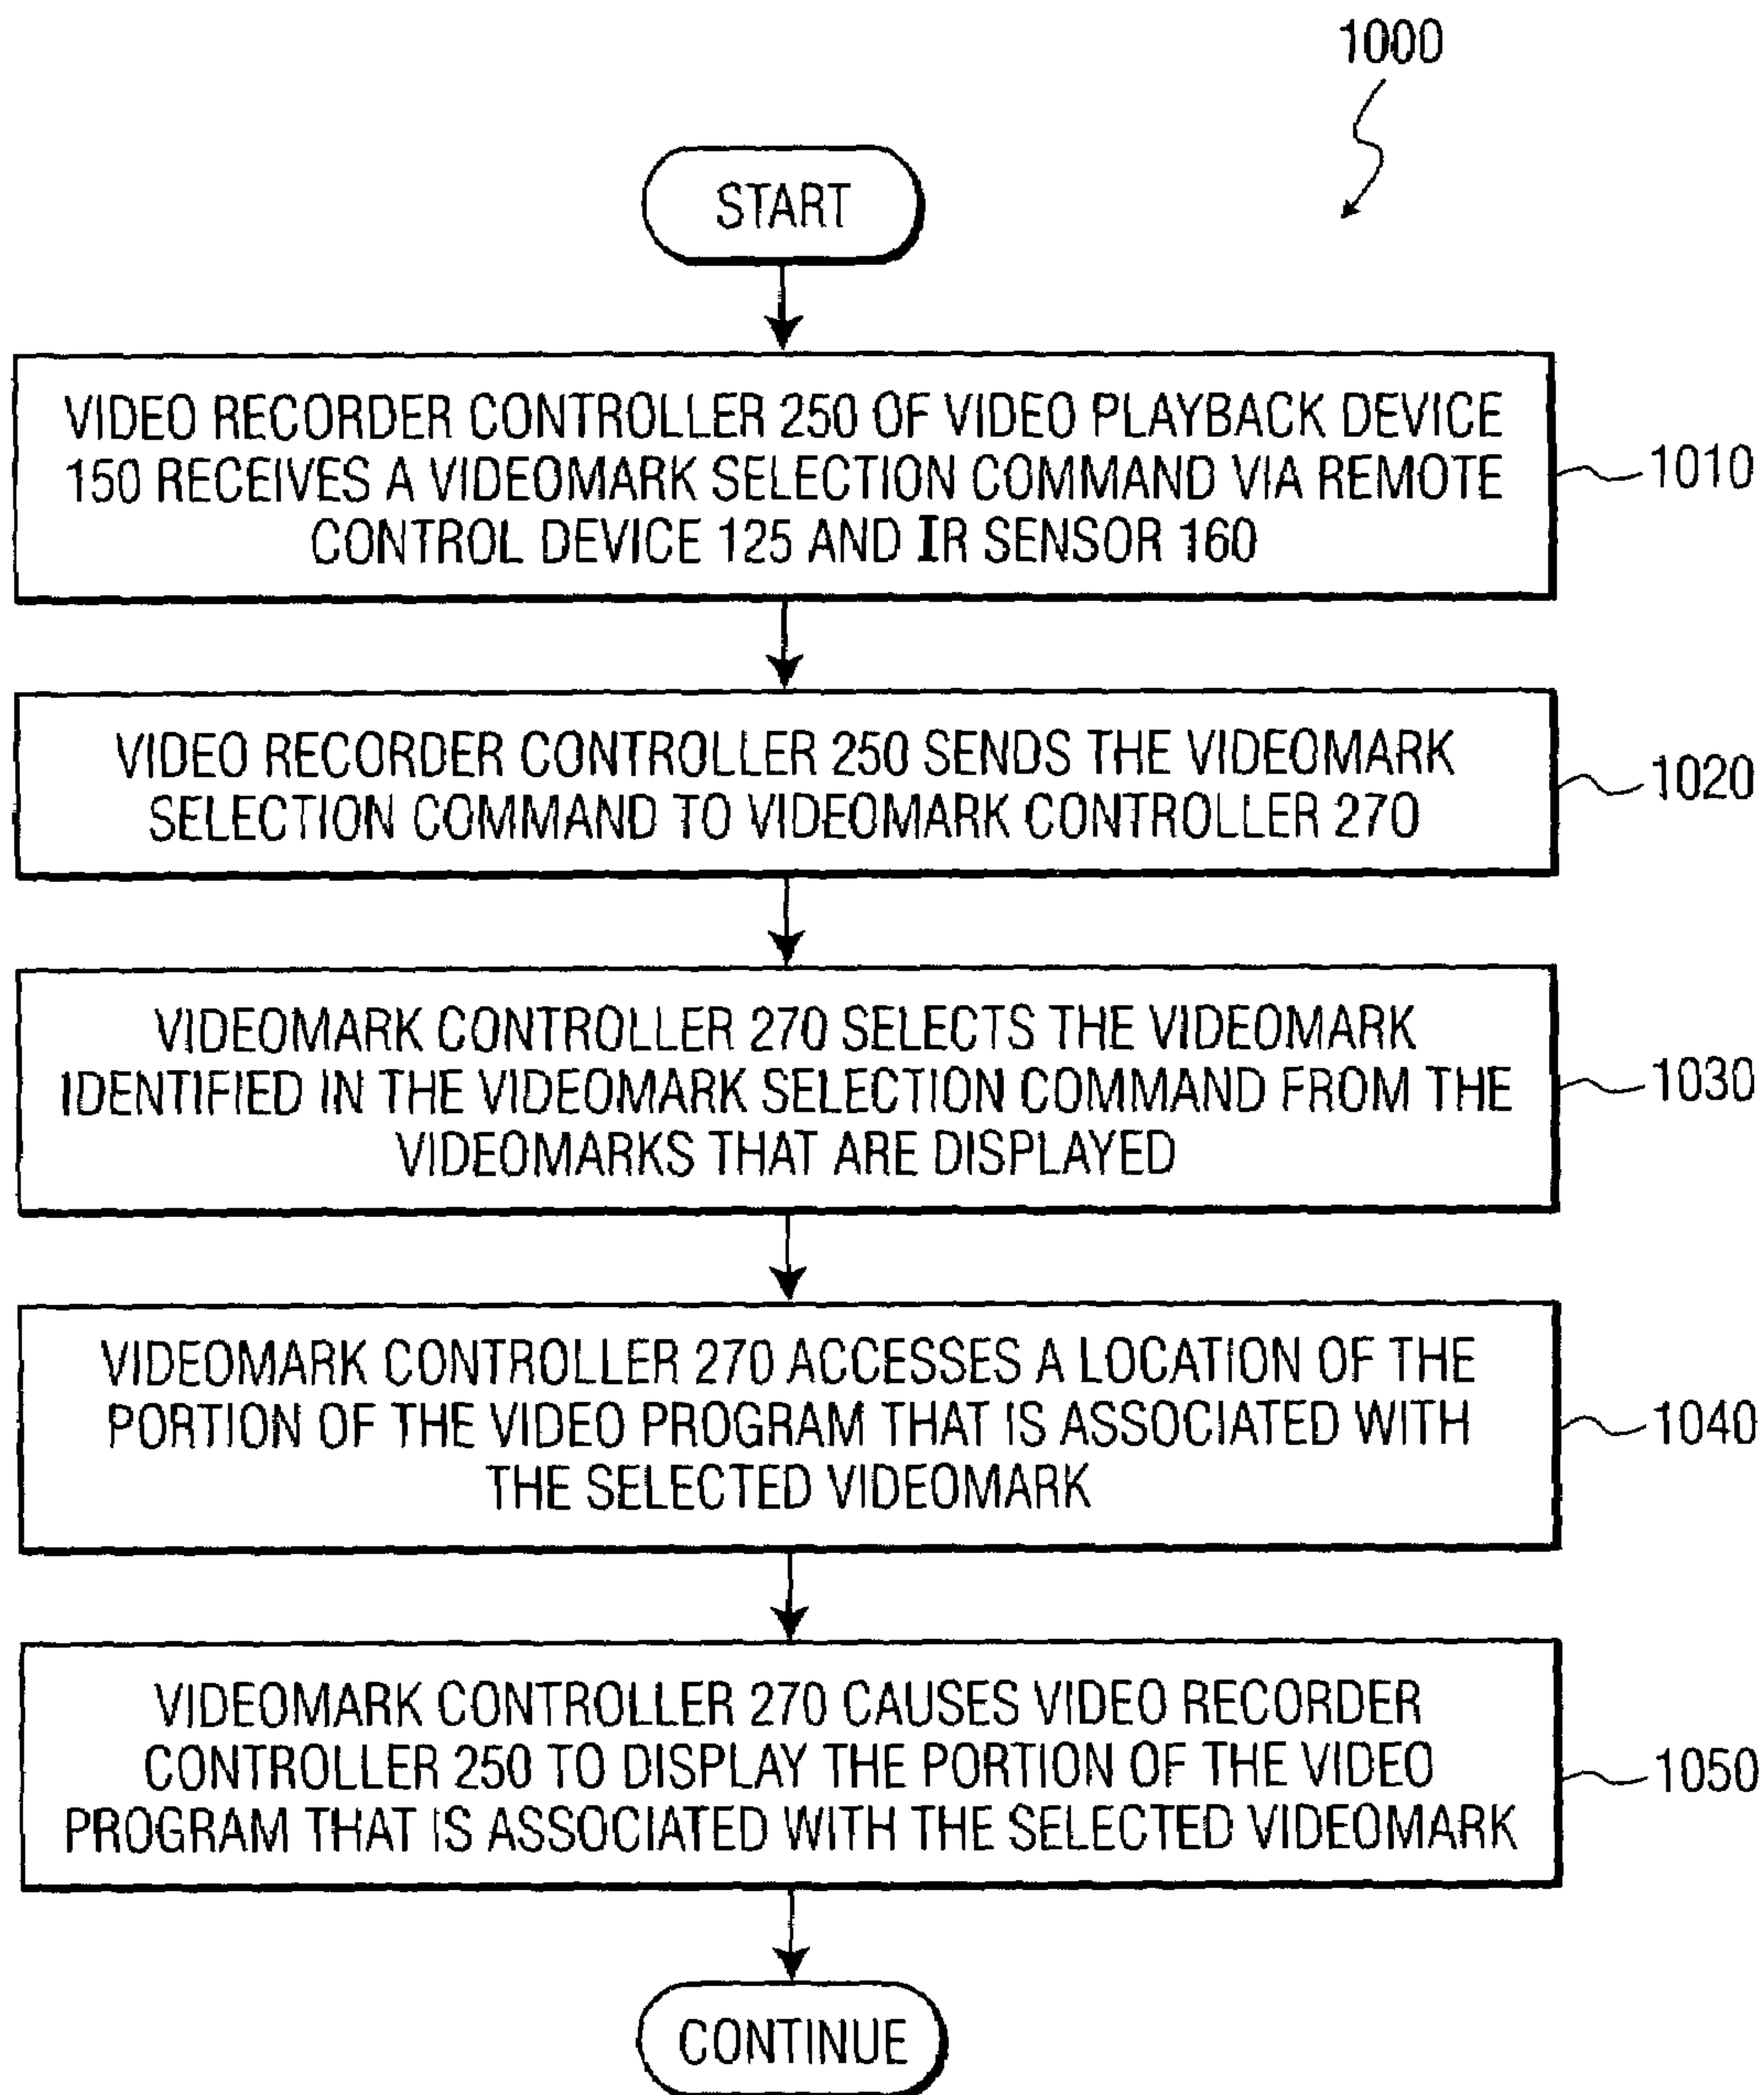 1000
START
VIDEO RECORDER CONTROLLER 250 OF VIDEO PLAYBACK DEVICE
150 RECEIVES A VIDEOMARK SELECTION COMMAND VIA REMOTE
CONTROL DEVICE 125 AND IR SENSOR 160
1010
VIDEO RECORDER CONTROLLER 250 SENDS THE VIDEOMARK
SELECTION COMMAND TO VIDEOMARK CONTROLLER 270
1020
VIDEOMARK CONTROLLER 270 SELECTS THE VIDEOMARK
IDENTIFIED IN THE VIDEOMARK SELECTION COMMAND FROM THE
VIDEOMARKS THAT ARE DISPLAYED
1030
VIDEOMARK CONTROLLER 270 ACCESSES A LOCATION OF THE
PORTION OF THE VIDEO PROGRAM THAT IS ASSOCIATED WITH
THE SELECTED VIDEOMARK
1040
VIDEOMARK CONTROLLER 270 CAUSES VIDEO RECORDER
CONTROLLER 250 TO DISPLAY THE PORTION OF THE VIDEO
PROGRAM THAT IS ASSOCIATED WITH THE SELECTED VIDEOMARK
1050
CONTINUE